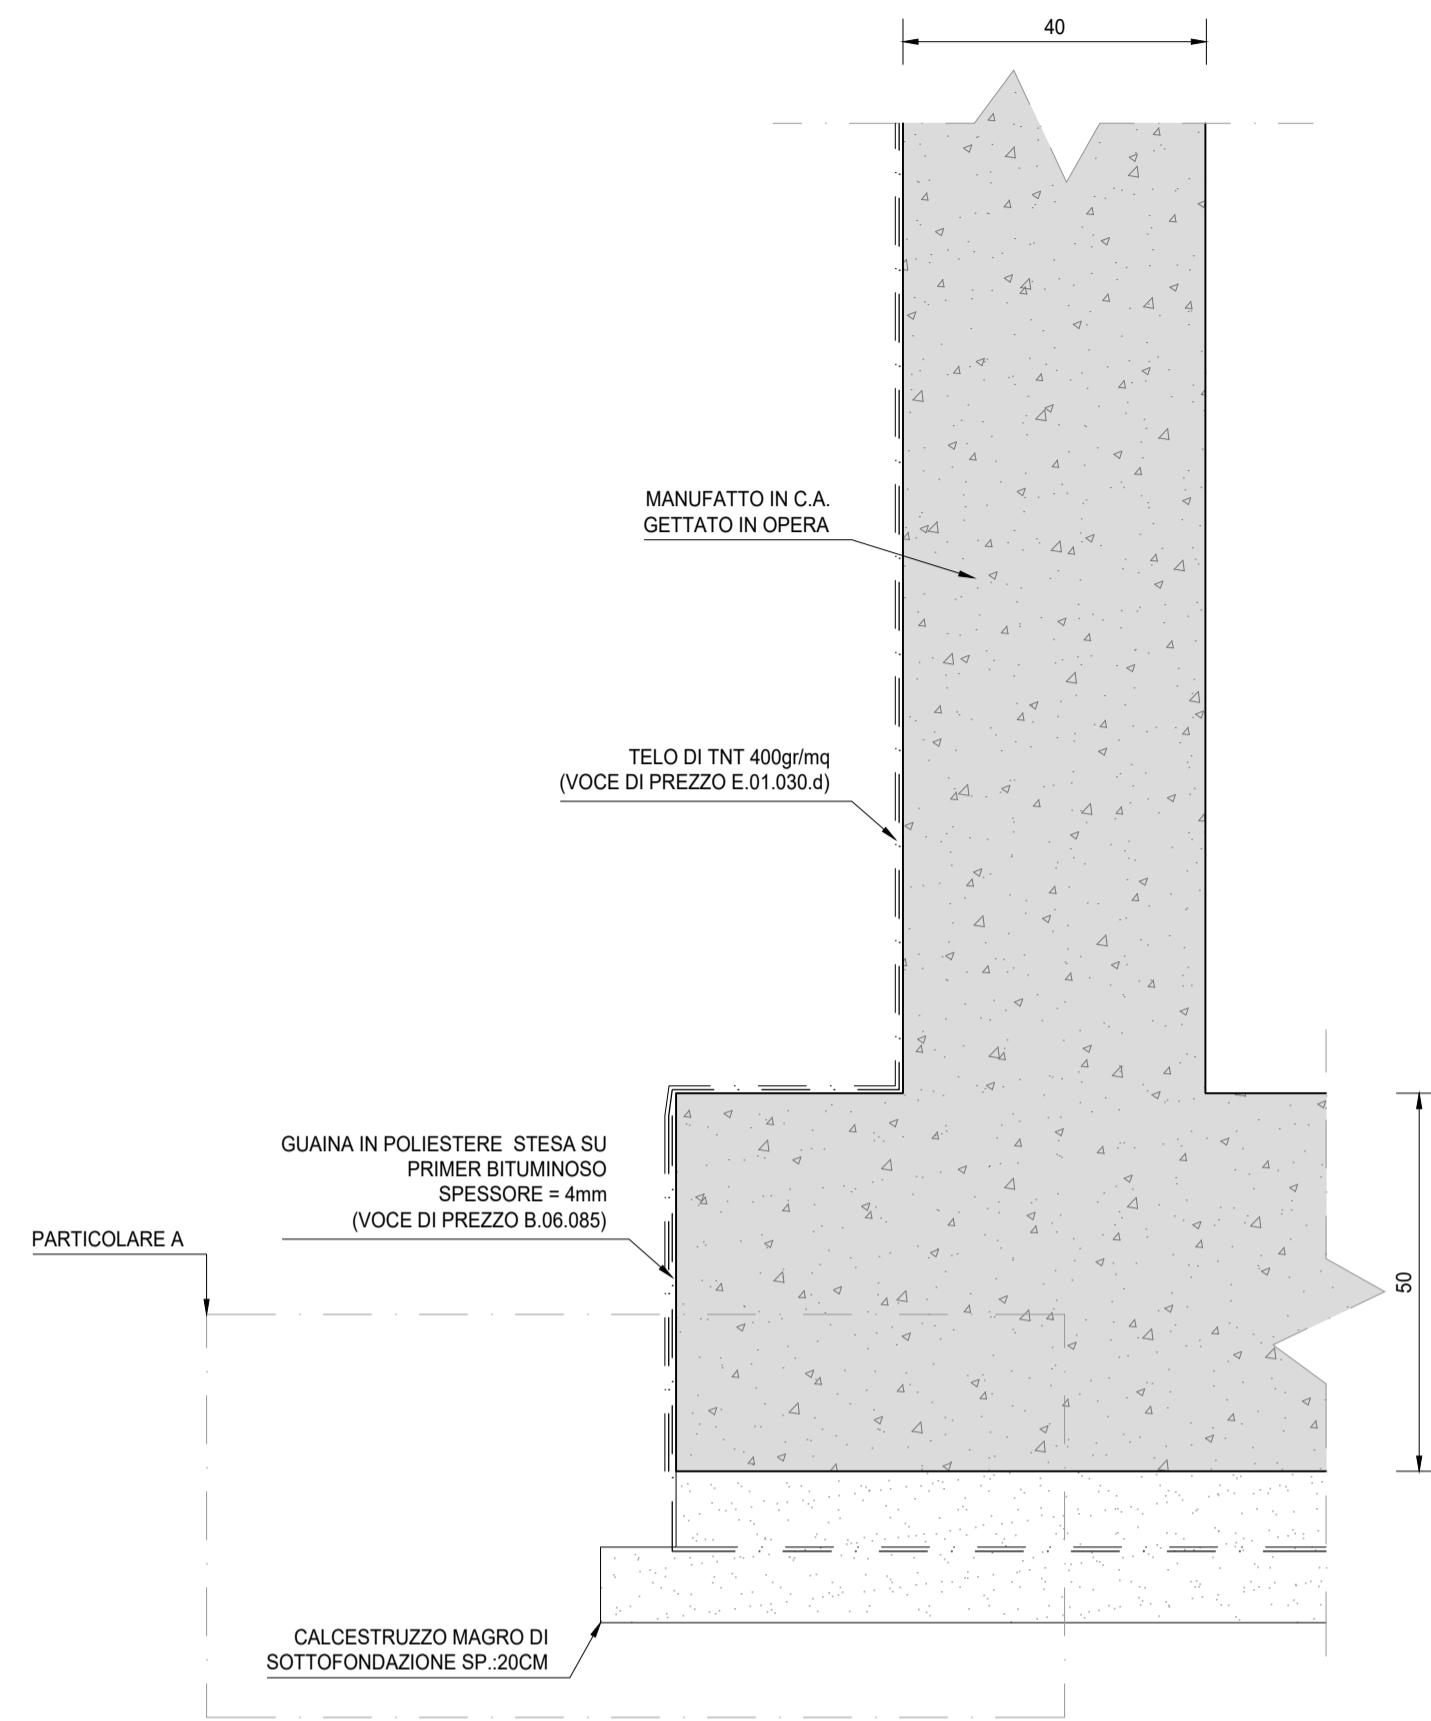 40
MANUFATTO IN C.A.
GETTATO IN OPERA
TELO DI TNT 400gr/mq
(VOCE DI PREZZO E.01.030.d)
GUAINA IN POLIESTERE STESA SU
PRIMER BITUMINOSO
SPESSORE = 4mm
(VOCE DI PREZZO B.06.085)
PARTICOLARE A
50
CALCESTRUZZO MAGRO DI
SOTTOFONDAZIONE SP.:20CM